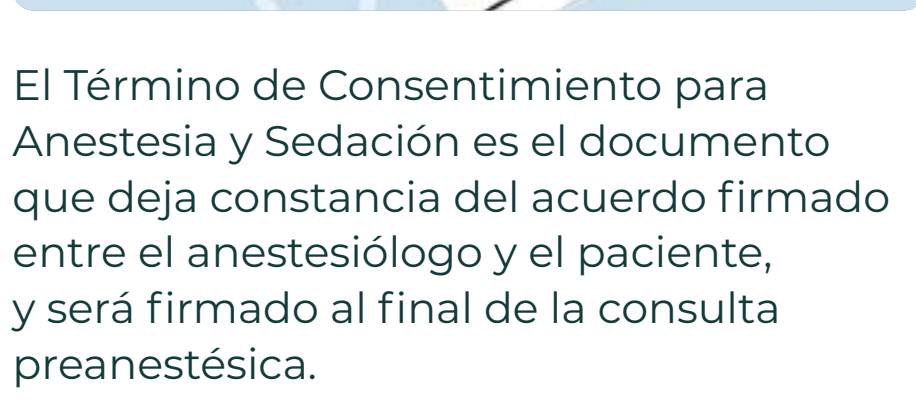 El Término de Consentimiento para
Anestesia y Sedación es el documento
que deja constancia del acuerdo firmado
entre el anestesiólogo y el paciente,
y será firmado al final de la consulta
preanestésica.